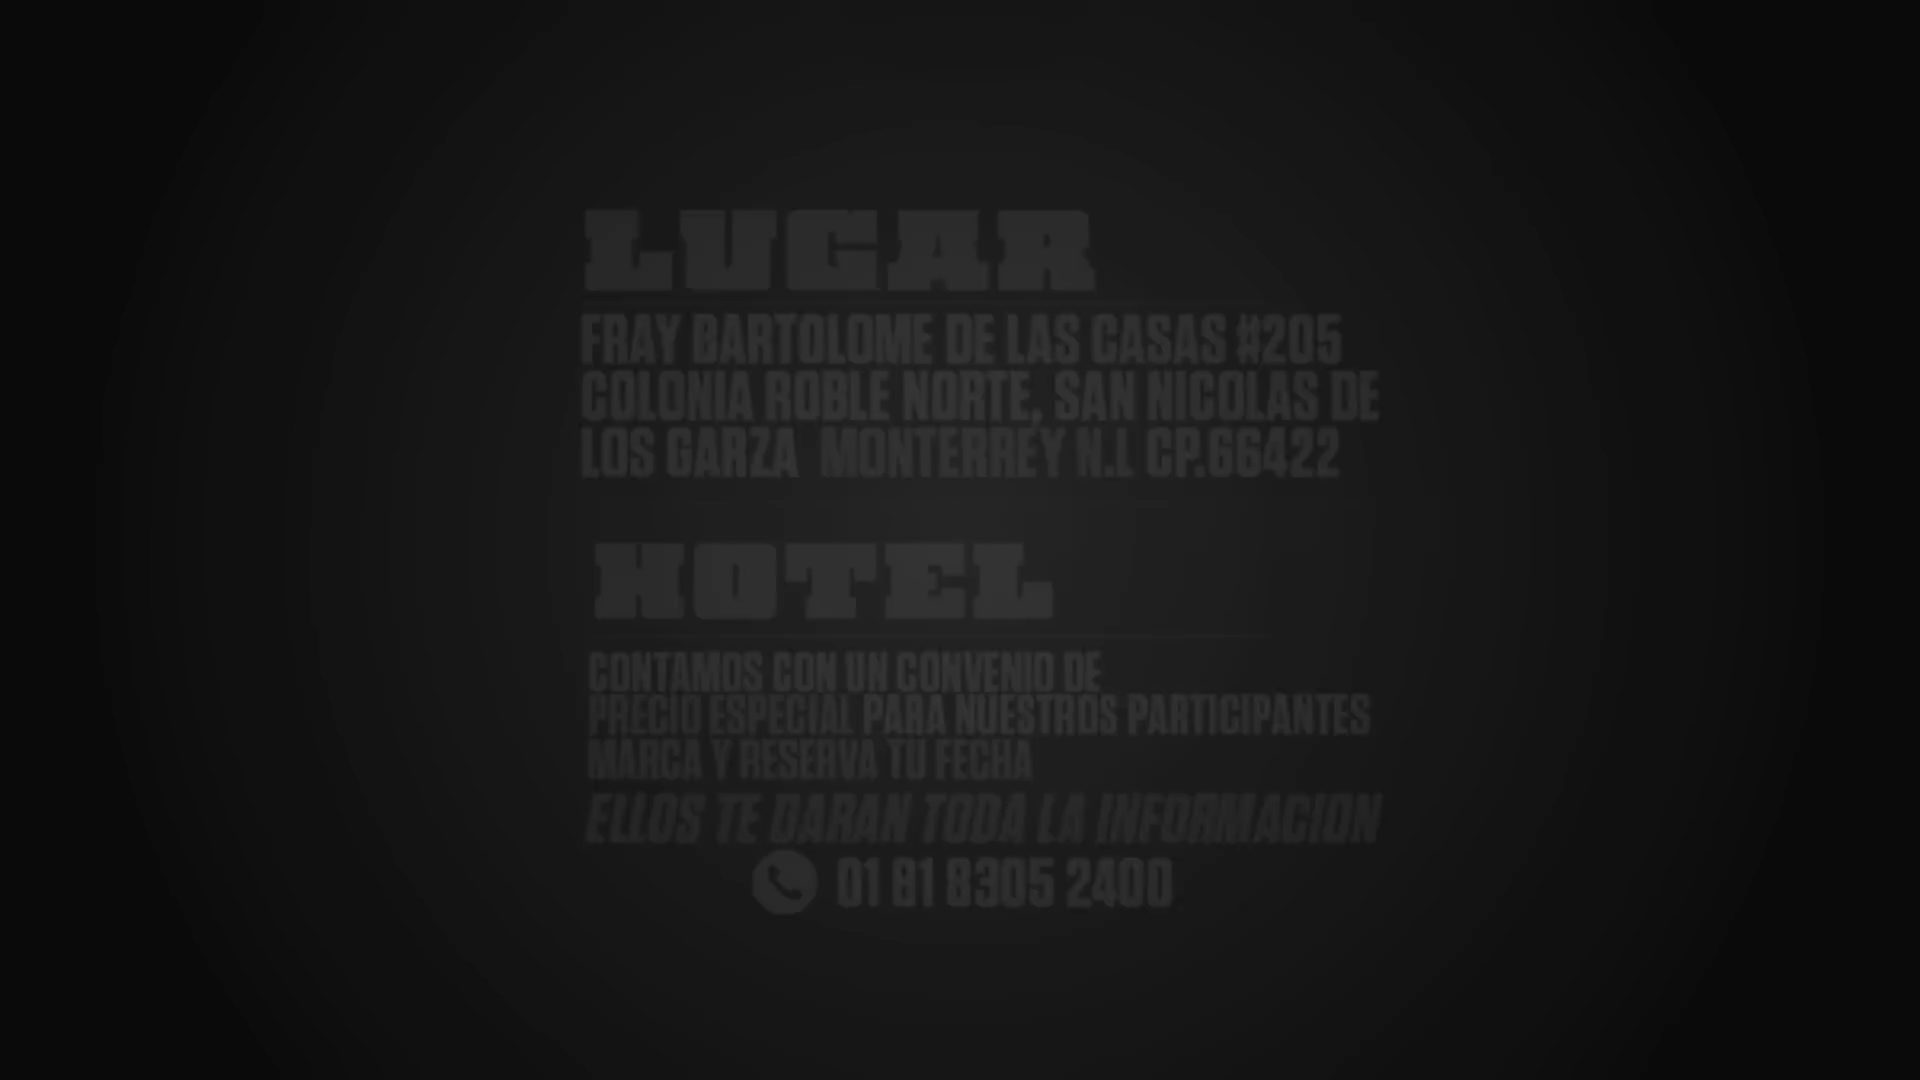 LUGAR
FRAY BARTOLOME DE LAS CASAS #205
COLONIA ROBLE NORTE, SAN NICOLAS DE
LOS GARZA MONTERREY N.L CP.66422
HOTEL
CONTAMOS CON UN CONVENIO DE
PRECIO ESPECIAL PARA NUESTROS PARTICIPANTES
MARCA Y RESERVA TU FECHA
ELLOS TE DARAN TODA LA INFORMACION
01 81 8305 2400